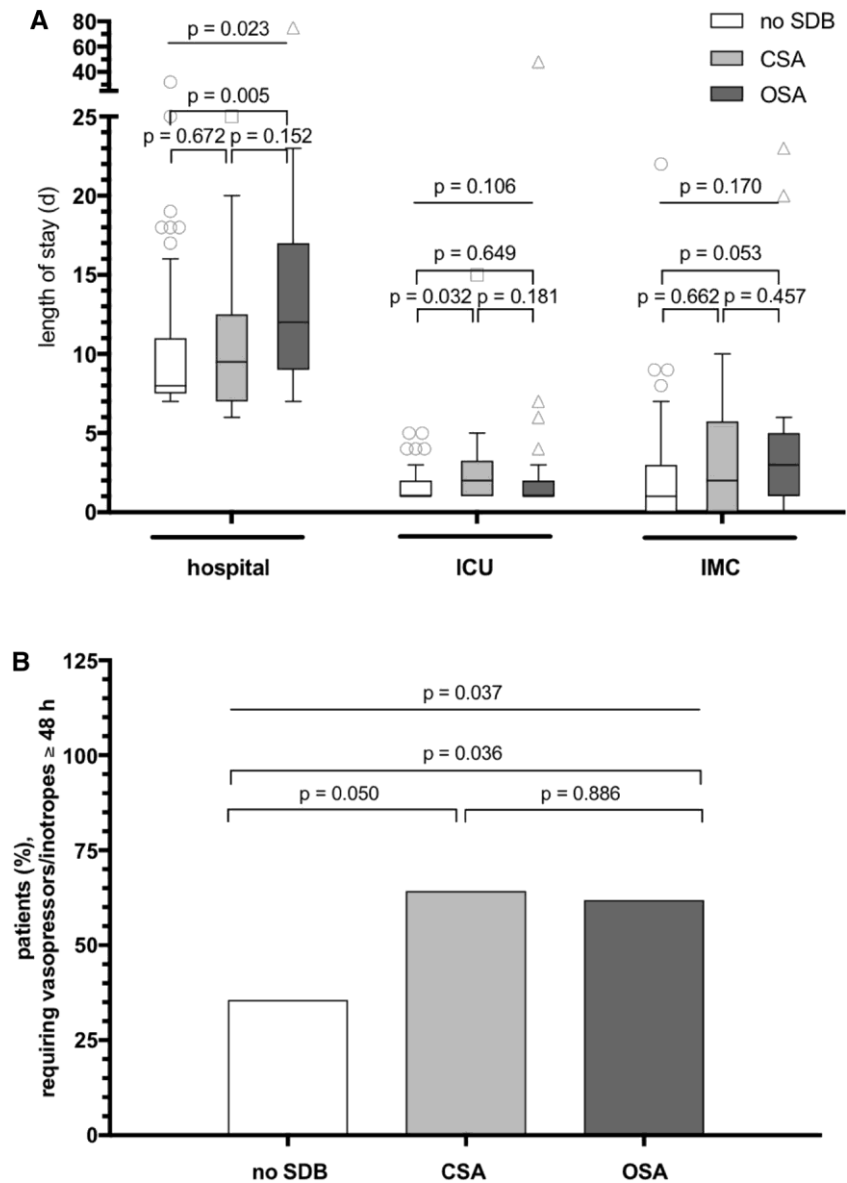 A
80
60
40
25
20
15
10
5
0
length of stay (d)
no SDB
CSA
OSA
p = 0.023
p = 0.005
p = 0.672 p = 0.152
p = 0.106
p = 0.649
p = 0.032 p = 0.181
p = 0.170
p = 0.053
p = 0.662 p = 0.457
hospital ICU IMC
B
125
100
75
50
25
0
patients (%),
requiring vasopressors/inotropes ≥ 48 h
p = 0.037
p = 0.036
p = 0.050 p = 0.886
no SDB CSA OSA